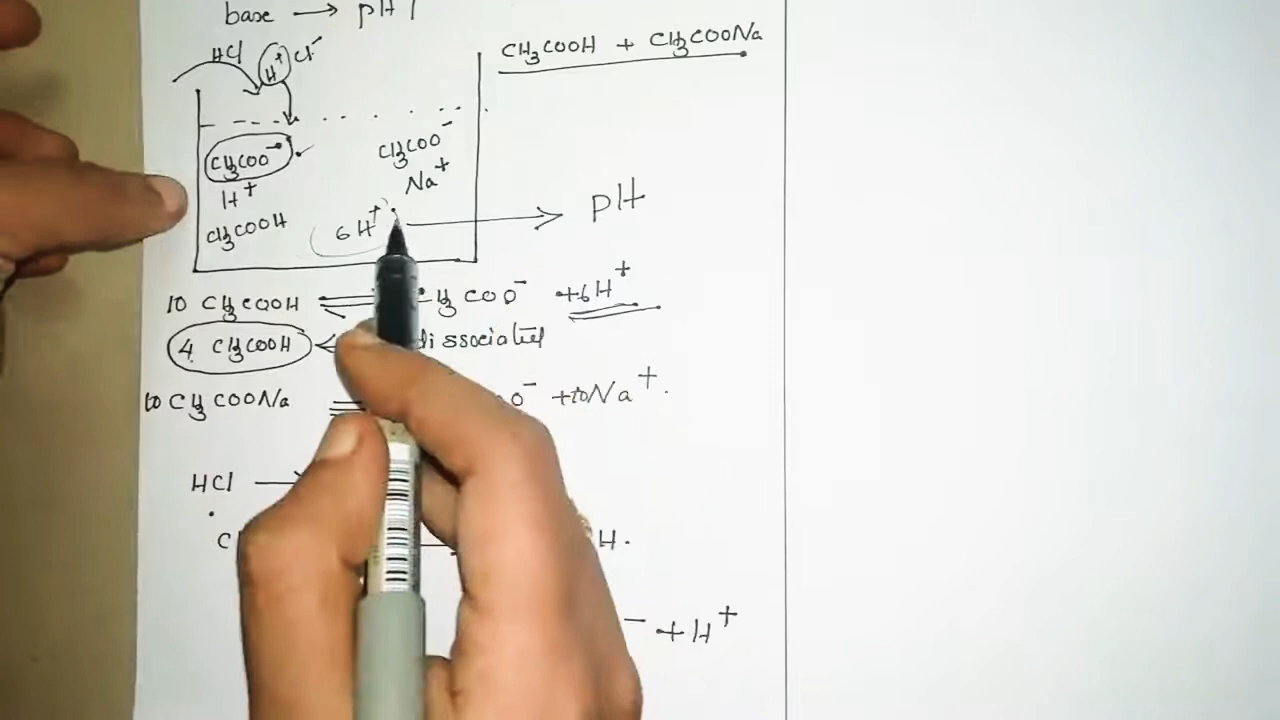 base → pH ↑
CH3COOH + CH3COONa
HCl H+ Cl-
CH3COO-
H+
CH3COOH
CH3COO-
Na+
6H+ → pH
10 CH3COOH ⇌ CH3COO- +6H+
4 CH3COOH ← dissociated
10 CH3COONa +10Na+.
HCl →
H.
- +H+